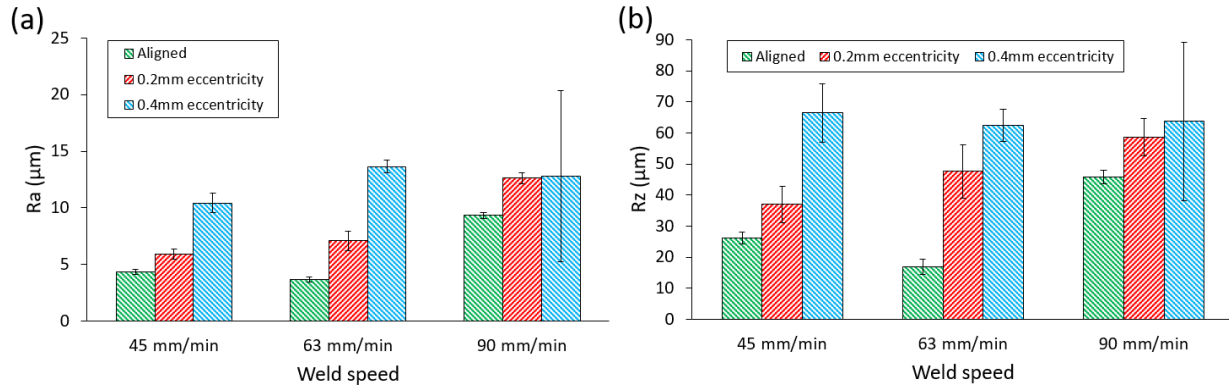 (a)
25
20
15
10
5
0
Ra (µm)
Aligned
0.2mm eccentricity
0.4mm eccentricity
45 mm/min 63 mm/min 90 mm/min
Weld speed
(b)
90
80
70
60
50
40
30
20
10
0
Rz (µm)
Aligned 0.2mm eccentricity 0.4mm eccentricity
45 mm/min 63 mm/min 90 mm/min
Weld speed